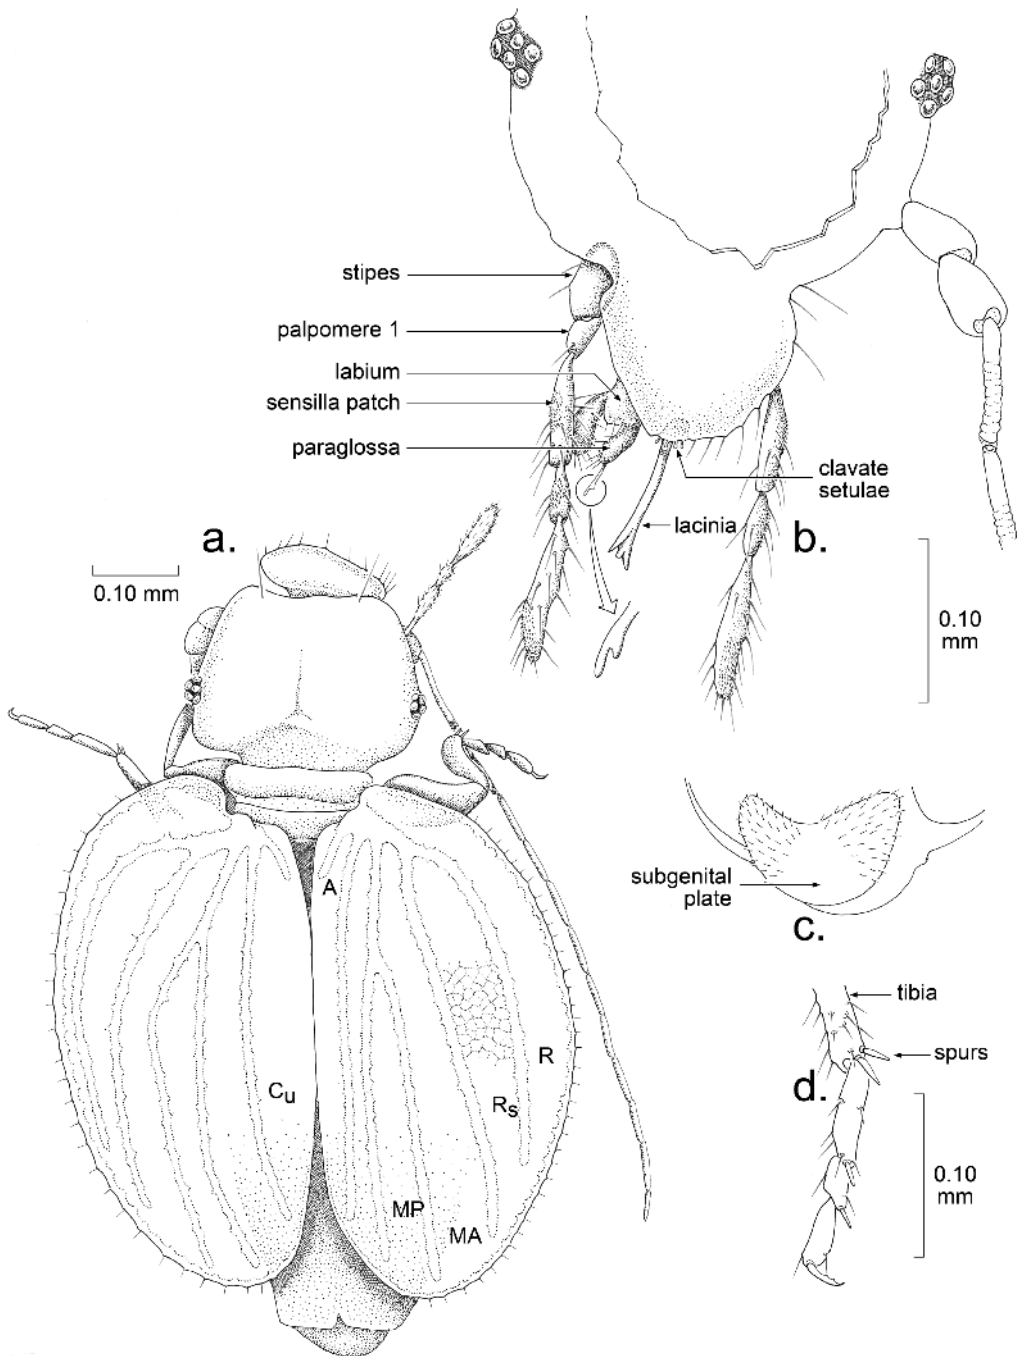 stipes
palpomere 1
labium
sensilla patch
paraglossa
clavate
setulae
lacinia
a.
b.
0.10 mm
0.10
mm
A
R
Rs
Cu
MP
MA
subgenital
plate
c.
tibia
spurs
d.
0.10
mm